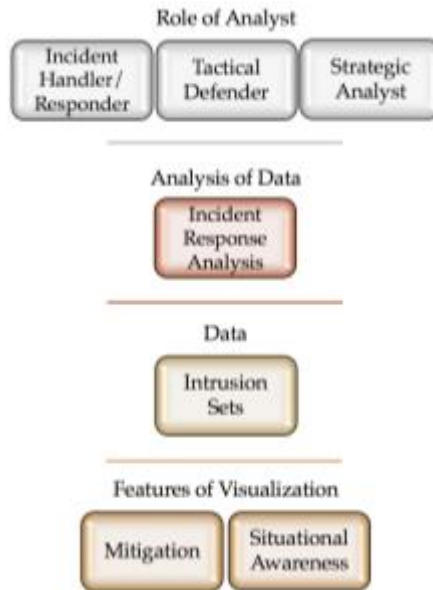 Role of Analyst
Incident
Handler/
Responder
Tactical
Defender
Strategic
Analyst
Analysis of Data
Incident
Response
Analysis
Data
Intrusion
Sets
Features of Visualization
Mitigation
Situational
Awareness